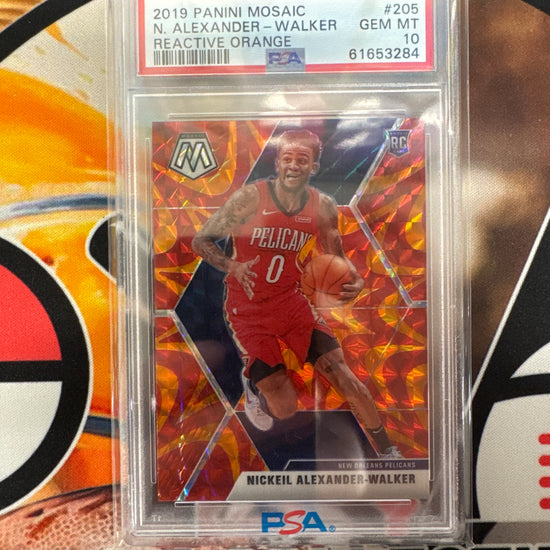 2019 PANINI MOSAIC #205
N. ALEXANDER-WALKER GEM MT
REACTIVE ORANGE 10
PSA 61653284
M
RC
PELICANS
0
NEW ORLEANS PELICANS
NICKEIL ALEXANDER-WALKER
PSA